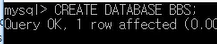 mysql> CREATE DATABASE BBS;
Query OK, 1 row affected (0.00